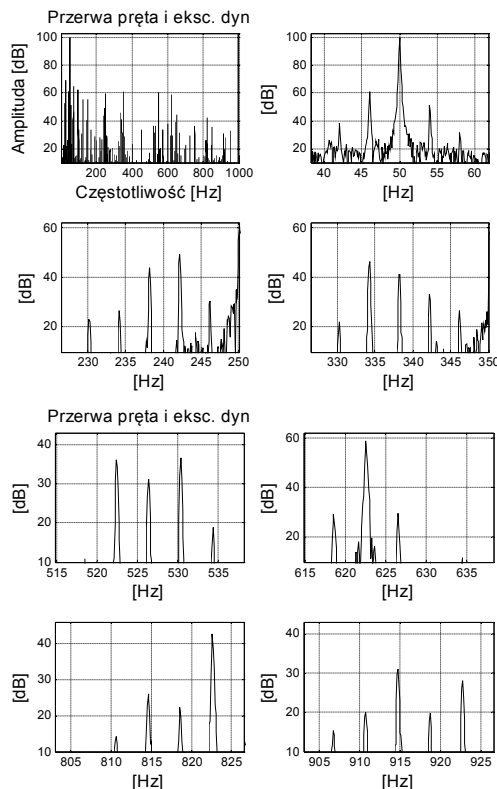 Przerwa pręta i eksc. dyn
Amplituda [dB]
100
80
60
40
20
200 400 600 800 1000
Częstotliwość [Hz]
[dB]
100
80
60
40
20
40 45 50 55 60
[Hz]
[dB]
60
40
20
230 235 240 245 250
[Hz]
[dB]
60
40
20
330 335 340 345 350
[Hz]
Przerwa pręta i eksc. dyn
[dB]
40
30
20
10
515 520 525 530 535
[Hz]
[dB]
60
40
20
615 620 625 630 635
[Hz]
[dB]
40
30
20
10
805 810 815 820 825
[Hz]
[dB]
40
30
20
10
905 910 915 920 925
[Hz]